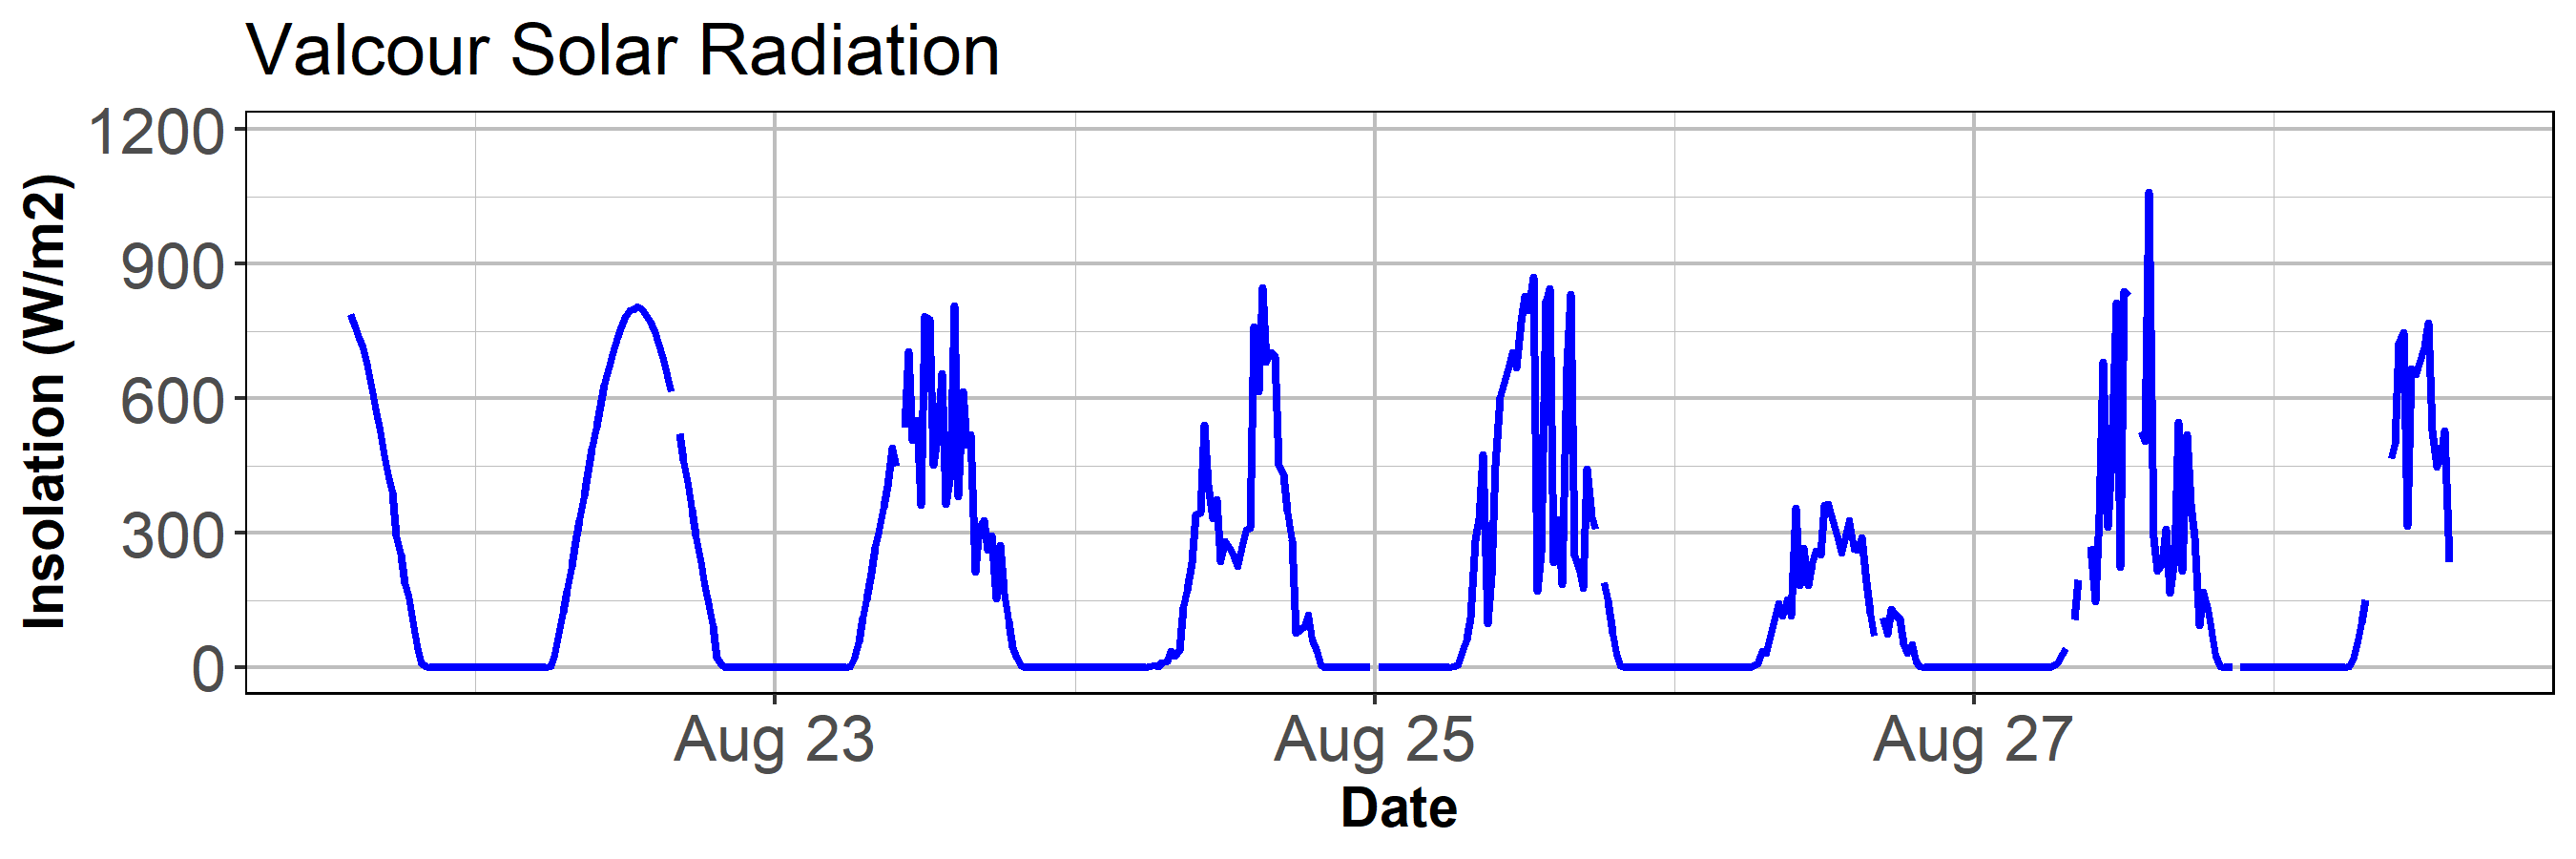 Valcour Solar Radiation
Insolation (W/m2)
1200
900
600
300
0
Aug 23
Aug 25
Aug 27
Date